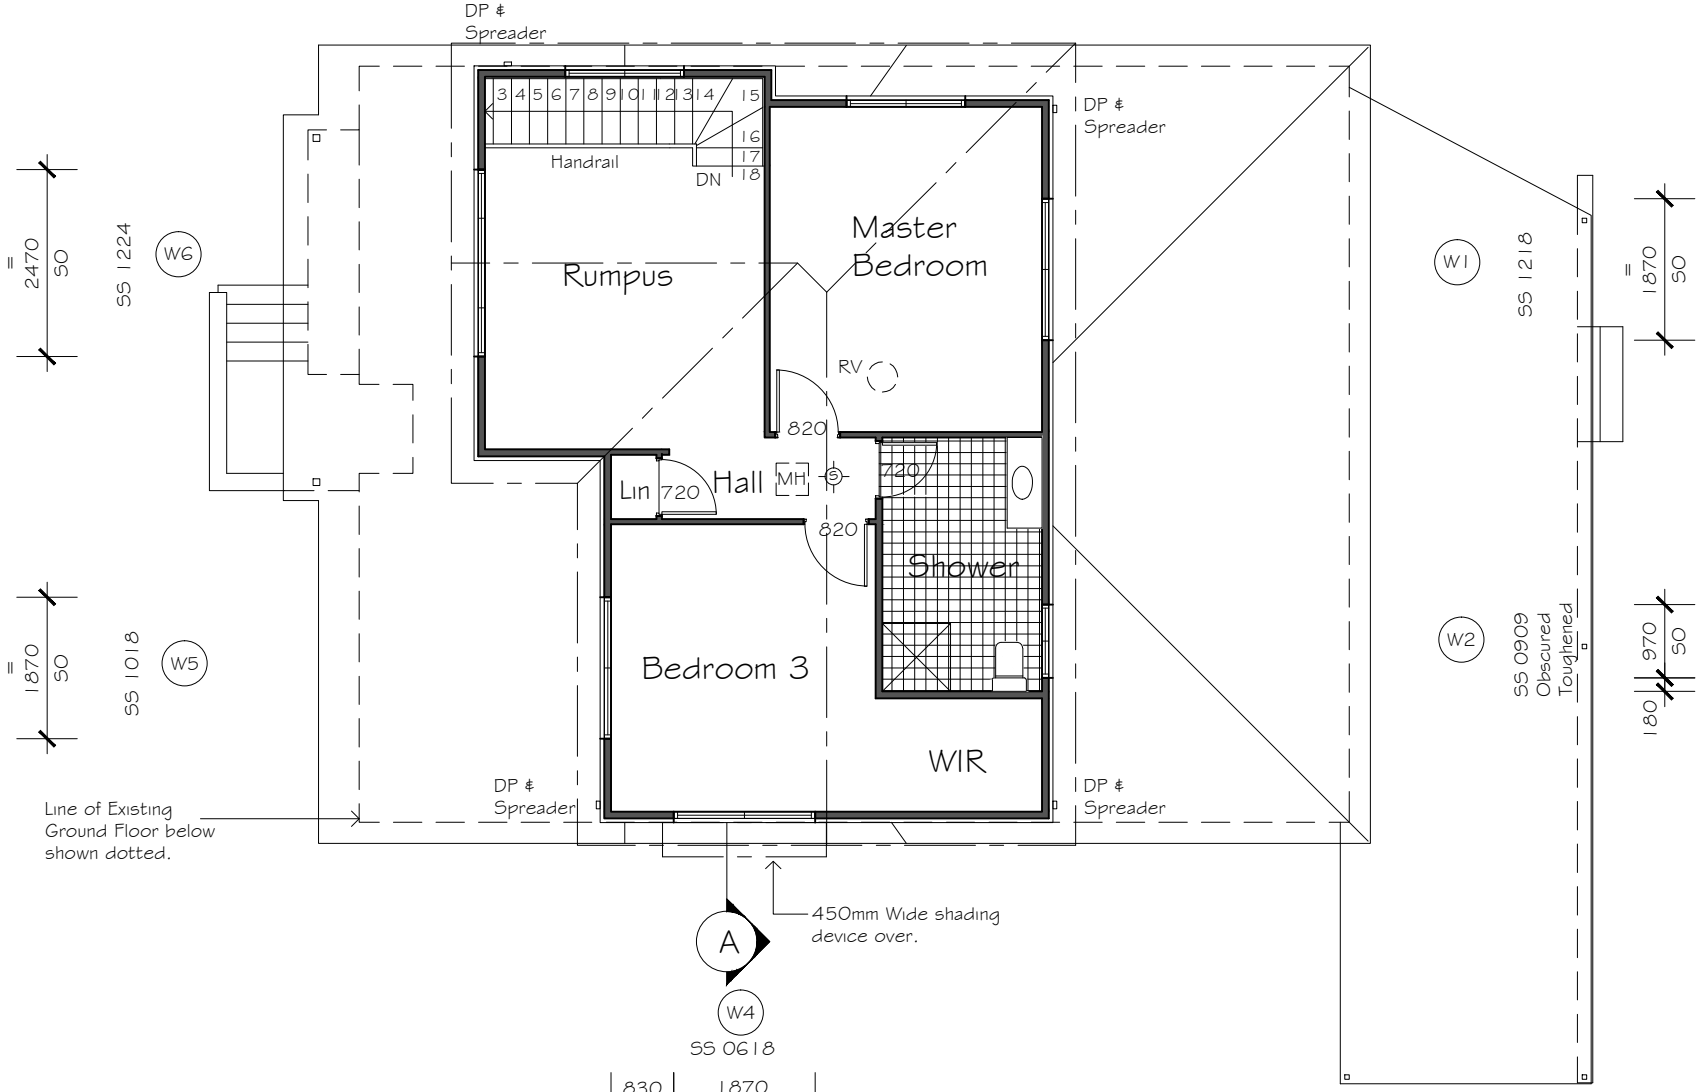 DP &
Spreader
3 4 5 6 7 8 9 10 11 12 13 14 15
16
17
18
Handrail
DN
DP &
Spreader
=
2470
SO
SS 1224
W6
Rumpus
Master
Bedroom
RV
W1
SS 1218
=
1870
SO
820
Lin
720
Hall
MH
S
720
820
Shower
Bedroom 3
WIR
=
1870
SO
SS 1018
W5
W2
SS 0909
Obscured
Toughened
970
SO
180
DP &
Spreader
DP &
Spreader
Line of Existing
Ground Floor below
shown dotted.
450mm Wide shading
device over.
A
W4
SS 0618
830 1870